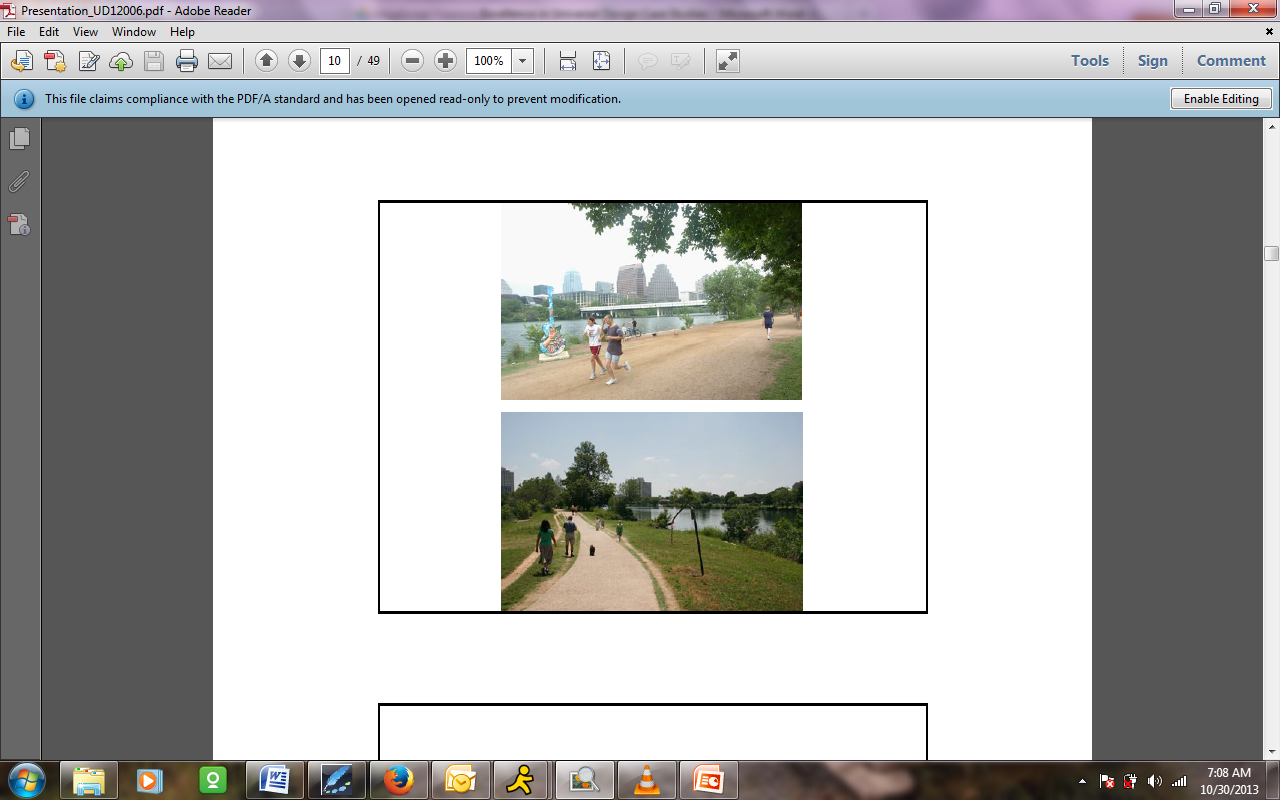 Presentation_UD12006.pdf - Adobe Reader
File Edit View Window Help
10 / 49 100% Tools Sign Comment
This file claims compliance with the PDF/A standard and has been opened read-only to prevent modification. Enable Editing
7:08 AM
10/30/2013